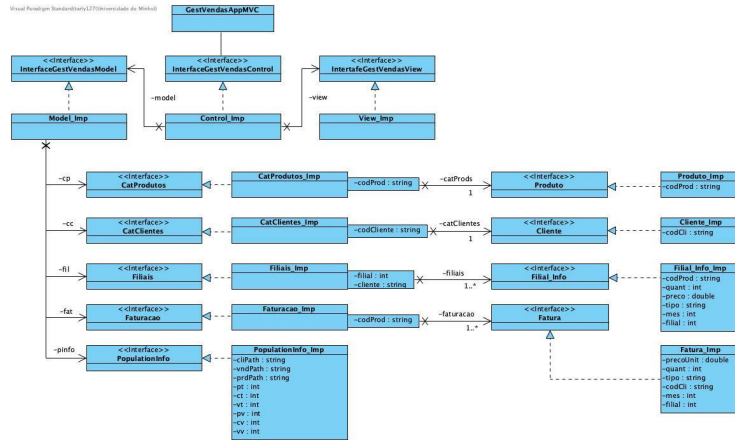 Visual Paradigm Standard(tarly1270(Universidade do Minho))
GestVendasAppMVC
<<Interface>>
InterfaceGestVendasModel
<<Interface>>
InterfaceGestVendasControl
<<Interface>>
IntertafeGestVendasView
-model
-view
Model_Imp
Control_Imp
View_Imp
-cp
<<Interface>>
CatProdutos
CatProdutos_Imp
-codProd : string
-catProds
1
<<Interface>>
Produto
Produto_Imp
-codProd : string
-cc
<<Interface>>
CatClientes
CatClientes_Imp
-codCliente : string
-catClientes
1
<<Interface>>
Cliente
Cliente_Imp
-codCli : string
-fil
<<Interface>>
Filiais
Filiais_Imp
-filial : int
-cliente : string
-filiais
1..*
<<Interface>>
Filial_Info
Filial_Info_Imp
-codProd : string
-quant : int
-preco : double
-tipo : string
-mes : int
-filial : int
-fat
<<Interface>>
Faturacao
Faturacao_Imp
-codProd : string
-faturacao
1..*
<<Interface>>
Fatura
-pInfo
<<Interface>>
PopulationInfo
PopulationInfo_Imp
-cliPath : string
-vndPath : string
-prdPath : string
-pt : int
-ct : int
-vt : int
-pv : int
-cv : int
-vv : int
Fatura_Imp
-precoUnit : double
-quant : int
-tipo : string
-codCli : string
-mes : int
-filial : int